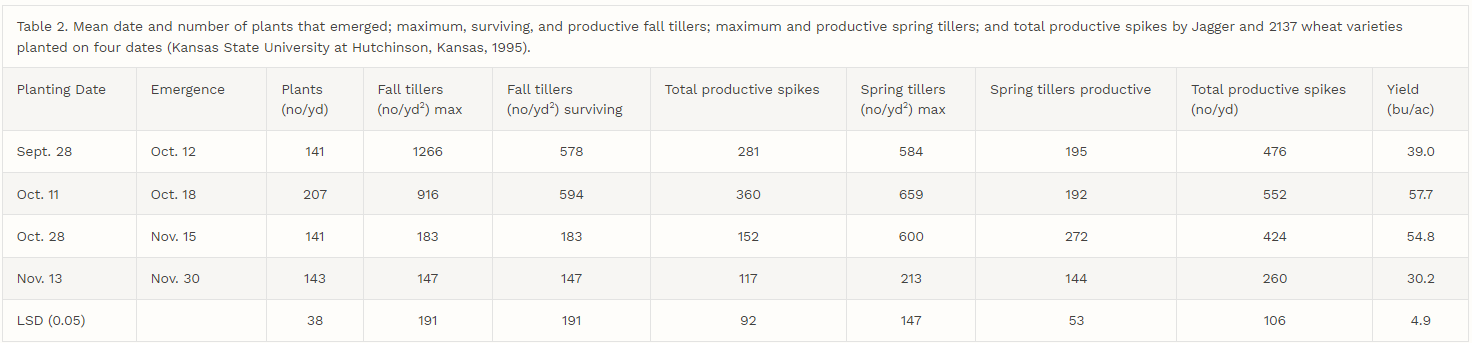 Table 2. Mean date and number of plants that emerged; maximum, surviving, and productive fall tillers; maximum and productive spring tillers; and total productive spikes by Jagger and 2137 wheat varieties
planted on four dates (Kansas State University at Hutchinson, Kansas, 1995).
Planting Date Emergence Plants Fall tillers Fall tillers Total productive spikes Spring tillers Spring tillers productive Total productive spikes Yield
(no/yd) (no/yd²) max (no/yd²) surviving (no/yd²) max (no/yd) (bu/ac)
Sept. 28 Oct. 12 141 1266 578 281 584 195 476 39.0
Oct. 11 Oct. 18 207 916 594 360 659 192 552 57.7
Oct. 28 Nov. 15 141 183 183 152 600 272 424 54.8
Nov. 13 Nov. 30 143 147 147 117 213 144 260 30.2
LSD (0.05) 38 191 191 92 147 53 106 4.9